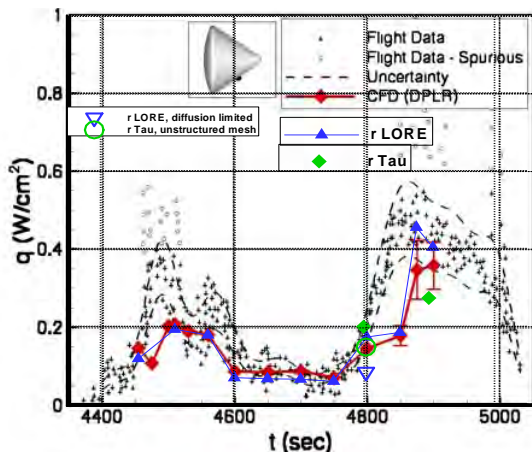 Flight Data
Flight Data - Spurious
Uncertainty
CFD (DPLR)
r LORE, diffusion limited
r Tau, unstructured mesh
r LORE
r Tau
q (W/cm²)
1
0.8
0.6
0.4
0.2
0
4400
4600
4800
5000
t (sec)